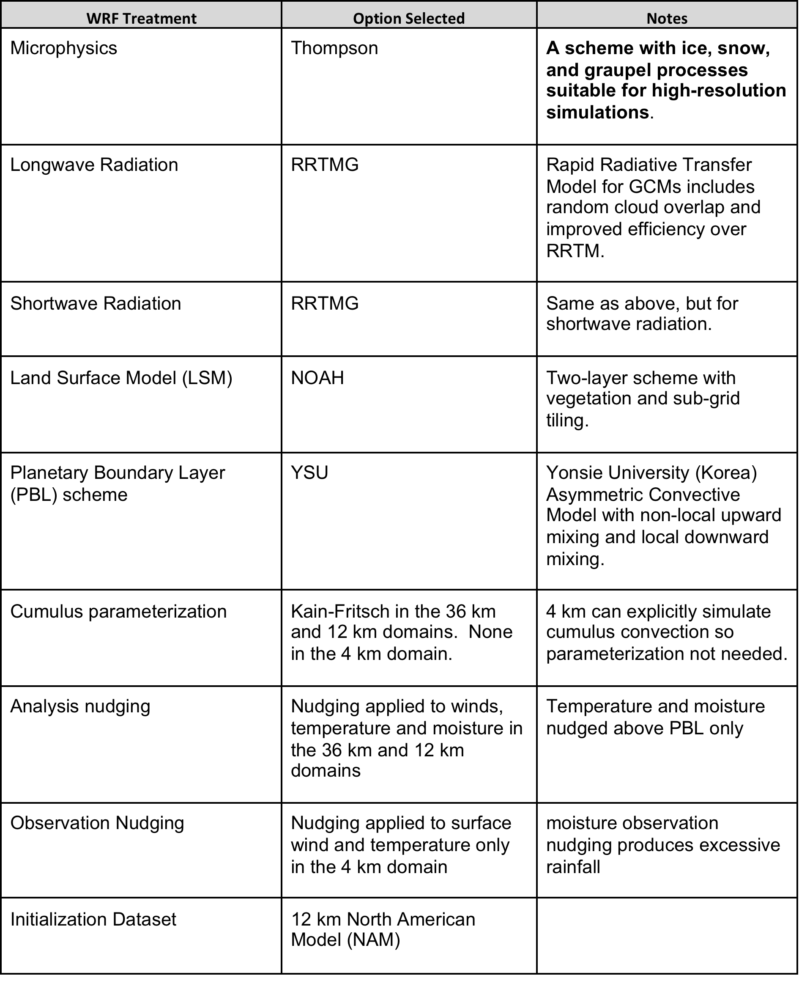 WRF Treatment
Option Selected
Notes
Microphysics
Thompson
A scheme with ice, snow,
and graupel processes
suitable for high-resolution
simulations.
Longwave Radiation
RRTMG
Rapid Radiative Transfer
Model for GCMs includes
random cloud overlap and
improved efficiency over
RRTM.
Shortwave Radiation
RRTMG
Same as above, but for
shortwave radiation.
Land Surface Model (LSM)
NOAH
Two-layer scheme with
vegetation and sub-grid
tiling.
Planetary Boundary Layer
(PBL) scheme
YSU
Yonsie University (Korea)
Asymmetric Convective
Model with non-local upward
mixing and local downward
mixing.
Cumulus parameterization
Kain-Fritsch in the 36 km
and 12 km domains.  None
in the 4 km domain.
4 km can explicitly simulate
cumulus convection so
parameterization not needed.
Analysis nudging
Nudging applied to winds,
temperature and moisture in
the 36 km and 12 km
domains
Temperature and moisture
nudged above PBL only
Observation Nudging
Nudging applied to surface
wind and temperature only
in the 4 km domain
moisture observation
nudging produces excessive
rainfall
Initialization Dataset
12 km North American
Model (NAM)